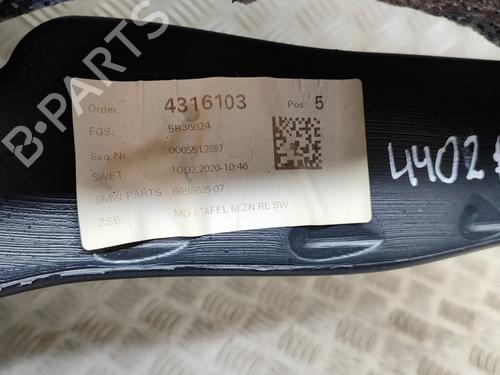 Order: 4316103 Pos: 5
FGS: 5R36824
Seq.Nr. 0005512897
SWET: 10.02.2020-10:46
BMW PARTS: 6998605-07
ZSB: MD I-TAFEL M.ZN RL SW
4402
B-PARTS